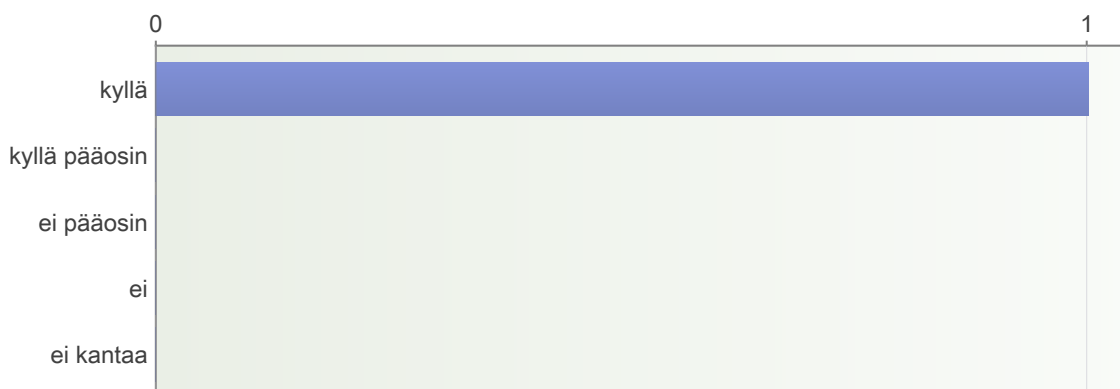 0 1
kyllä
kyllä pääosin
ei pääosin
ei
ei kantaa